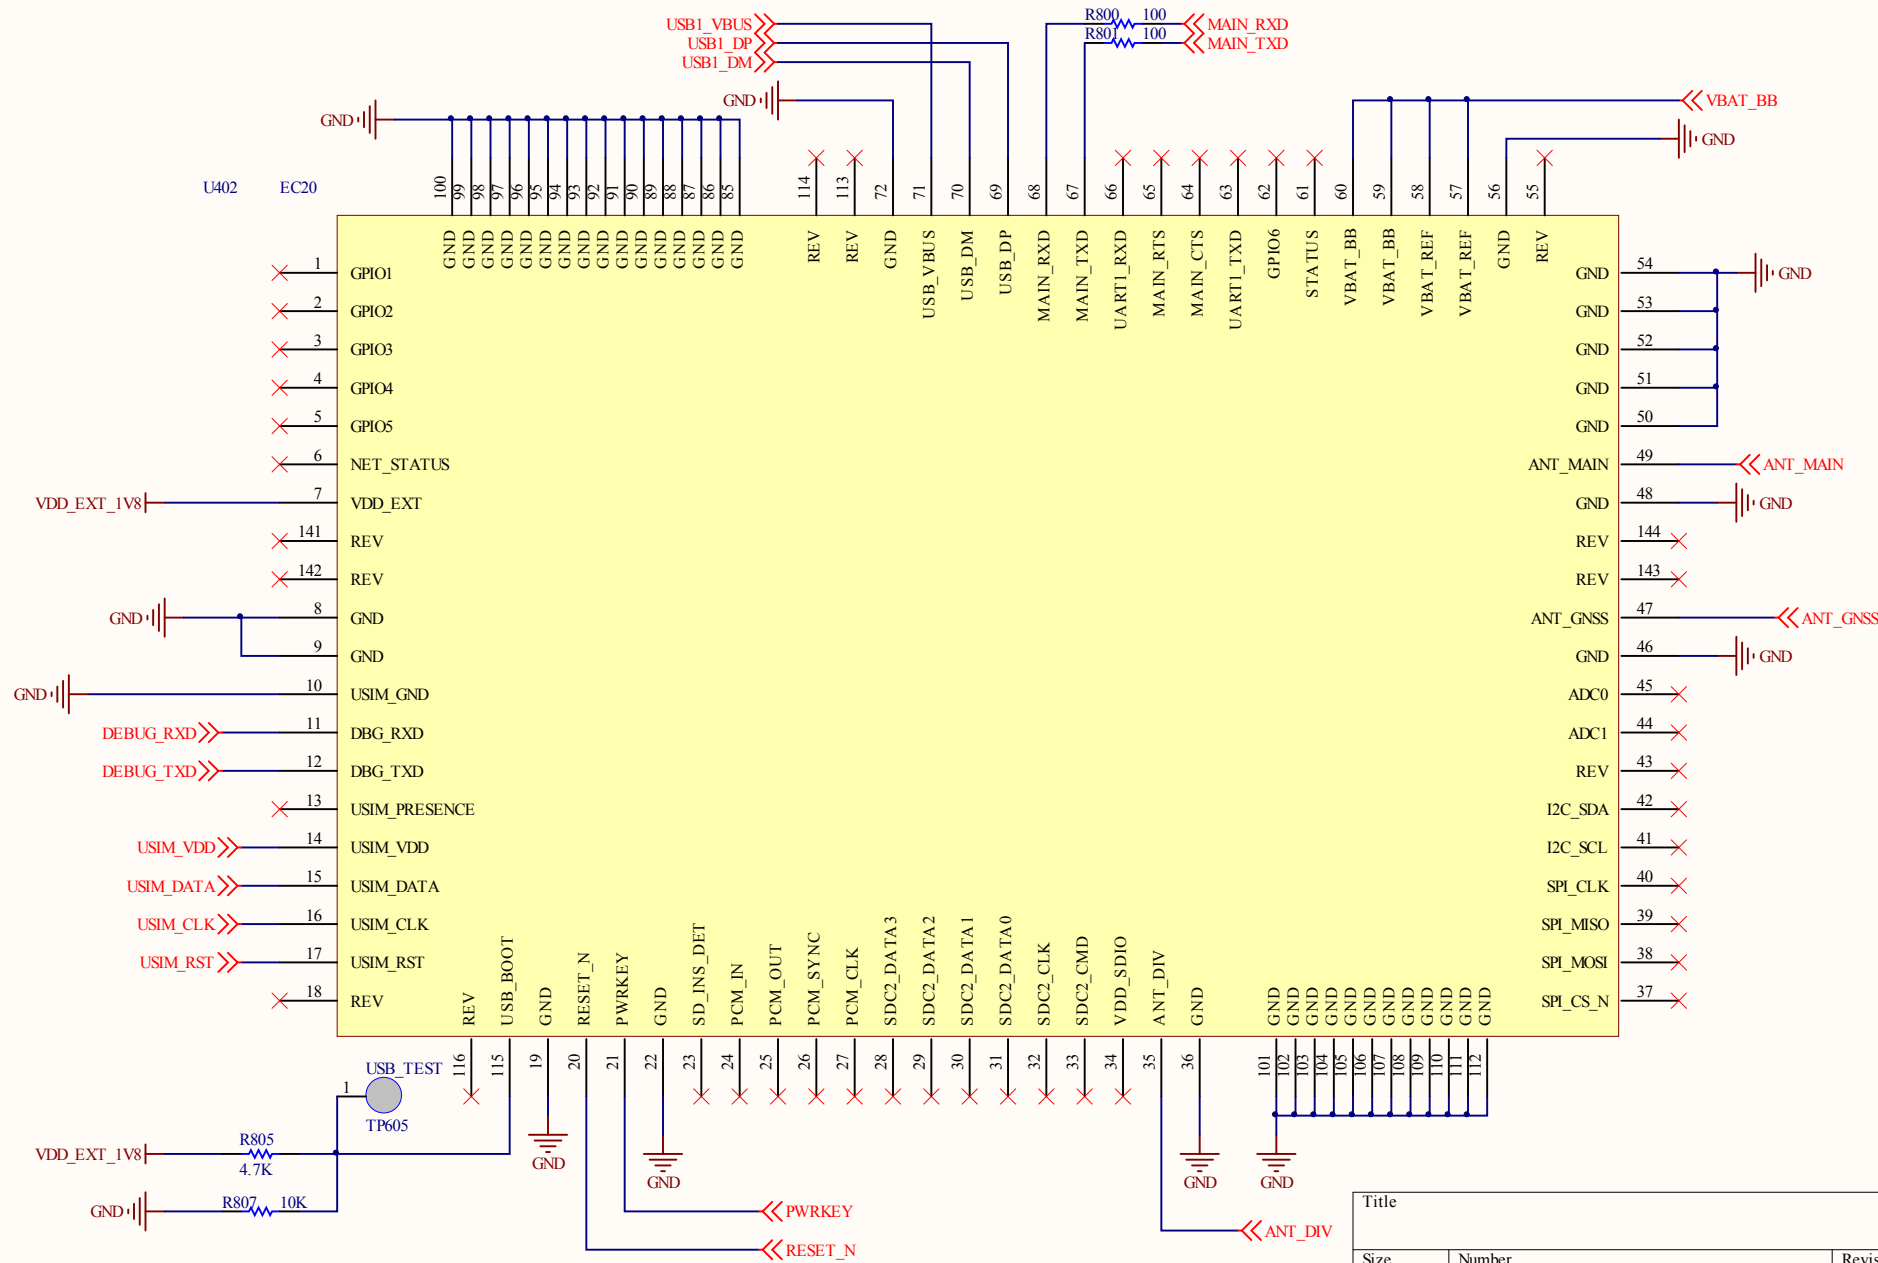 USB1_VBUS
USB1_DP
USB1_DM
R800 100 MAIN_RXD
R801 100 MAIN_TXD
GND
VBAT_BB
GND
GND
U402 EC20
100 99 98 97 96 95 94 93 92 91 90 89 88 87 86 85 114 113 72 71 70 69 68 67 66 65 64 63 62 61 60 59 58 57 56 55
GND GND GND GND GND GND GND GND GND GND GND GND GND GND GND GND REV REV GND USB_VBUS USB_DM USB_DP MAIN_RXD MAIN_TXD UART1_RXD MAIN_RTS MAIN_CTS UART1_TXD GPIO6 STATUS VBAT_BB VBAT_BB VBAT_REF VBAT_REF GND REV
1 GPIO1
2 GPIO2
3 GPIO3
4 GPIO4
5 GPIO5
6 NET_STATUS
VDD_EXT_1V8 7 VDD_EXT
141 REV
142 REV
GND 8 GND
9 GND
GND 10 USIM_GND
DEBUG_RXD 11 DBG_RXD
DEBUG_TXD 12 DBG_TXD
13 USIM_PRESENCE
USIM_VDD 14 USIM_VDD
USIM_DATA 15 USIM_DATA
USIM_CLK 16 USIM_CLK
USIM_RST 17 USIM_RST
18 REV
GND 54 GND
GND 53
GND 52
GND 51
GND 50
ANT_MAIN 49 ANT_MAIN
GND 48 GND
REV 144
REV 143
ANT_GNSS 47 ANT_GNSS
GND 46 GND
ADC0 45
ADC1 44
REV 43
I2C_SDA 42
I2C_SCL 41
SPI_CLK 40
SPI_MISO 39
SPI_MOSI 38
SPI_CS_N 37
REV USB_BOOT GND RESET_N PWRKEY GND SD_INS_DET PCM_IN PCM_OUT PCM_SYNC PCM_CLK SDC2_DATA3 SDC2_DATA2 SDC2_DATA1 SDC2_DATA0 SDC2_CLK SDC2_CMD VDD_SDIO ANT_DIV GND GND GND GND GND GND GND GND GND GND GND GND GND
116 115 19 20 21 22 23 24 25 26 27 28 29 30 31 32 33 34 35 36 101 102 103 104 105 106 107 108 109 110 111 112
USB_TEST
1
TP605
VDD_EXT_1V8 R805
4.7K
GND R807 10K
GND
GND
GND
GND
PWRKEY
RESET_N
ANT_DIV
Title
Size Number Revis